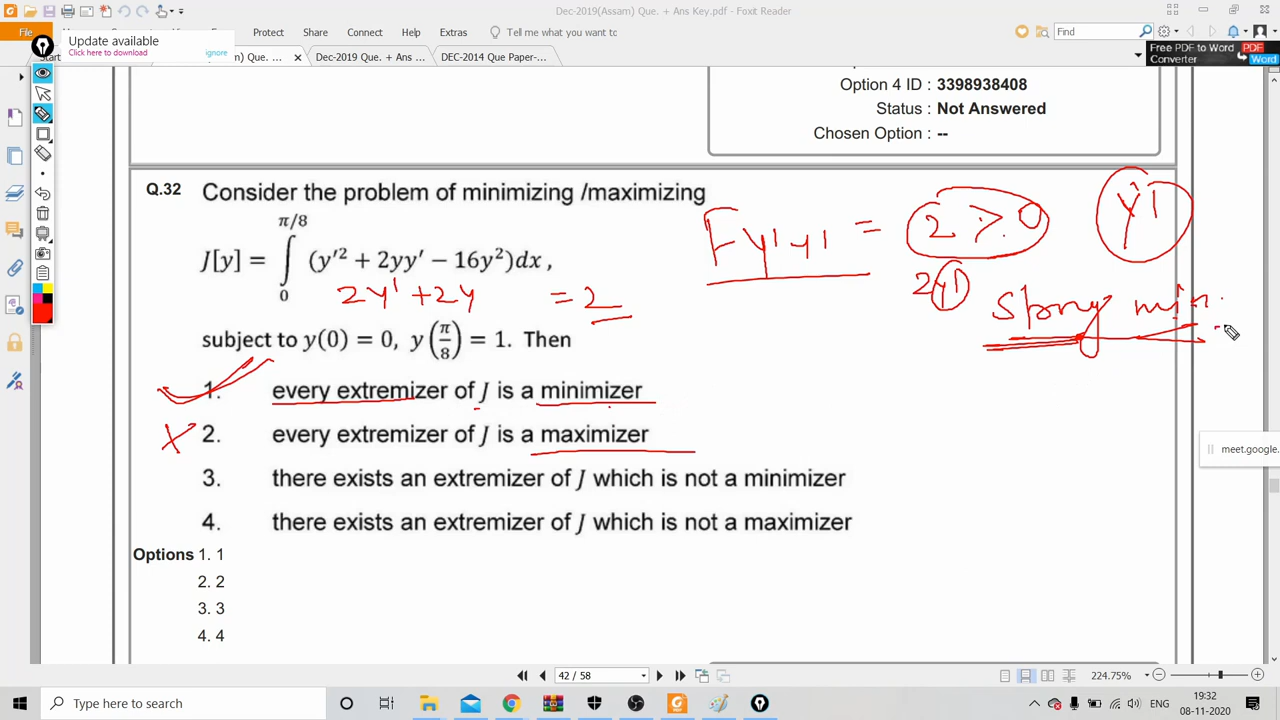 Dec-2019(Assam) Que. + Ans Key.pdf - Foxit Reader
File
Update available
Click here to download
ignore
Protect
Share
Connect
Help
Extras
Tell me what you want to
Find
) Que. ...
Dec-2019 Que. + Ans ...
DEC-2014 Que Paper-...
Free PDF to Word PDF
Converter Word
Option 4 ID : 3398938408
Status : Not Answered
Chosen Option : --
Q.32 Consider the problem of minimizing /maximizing
J[y] = ∫₀^{π/8} (y'² + 2yy' − 16y²)dx ,
2y' + 2y = 2
subject to y(0) = 0, y(π/8) = 1. Then
1. every extremizer of J is a minimizer
2. every extremizer of J is a maximizer
3. there exists an extremizer of J which is not a minimizer
4. there exists an extremizer of J which is not a maximizer
Fy'y' = 2 > 0
y'
2y'
Strong min.
Options 1. 1
2. 2
3. 3
4. 4
meet.google.
42 / 58
224.75%
Type here to search
19:32
08-11-2020